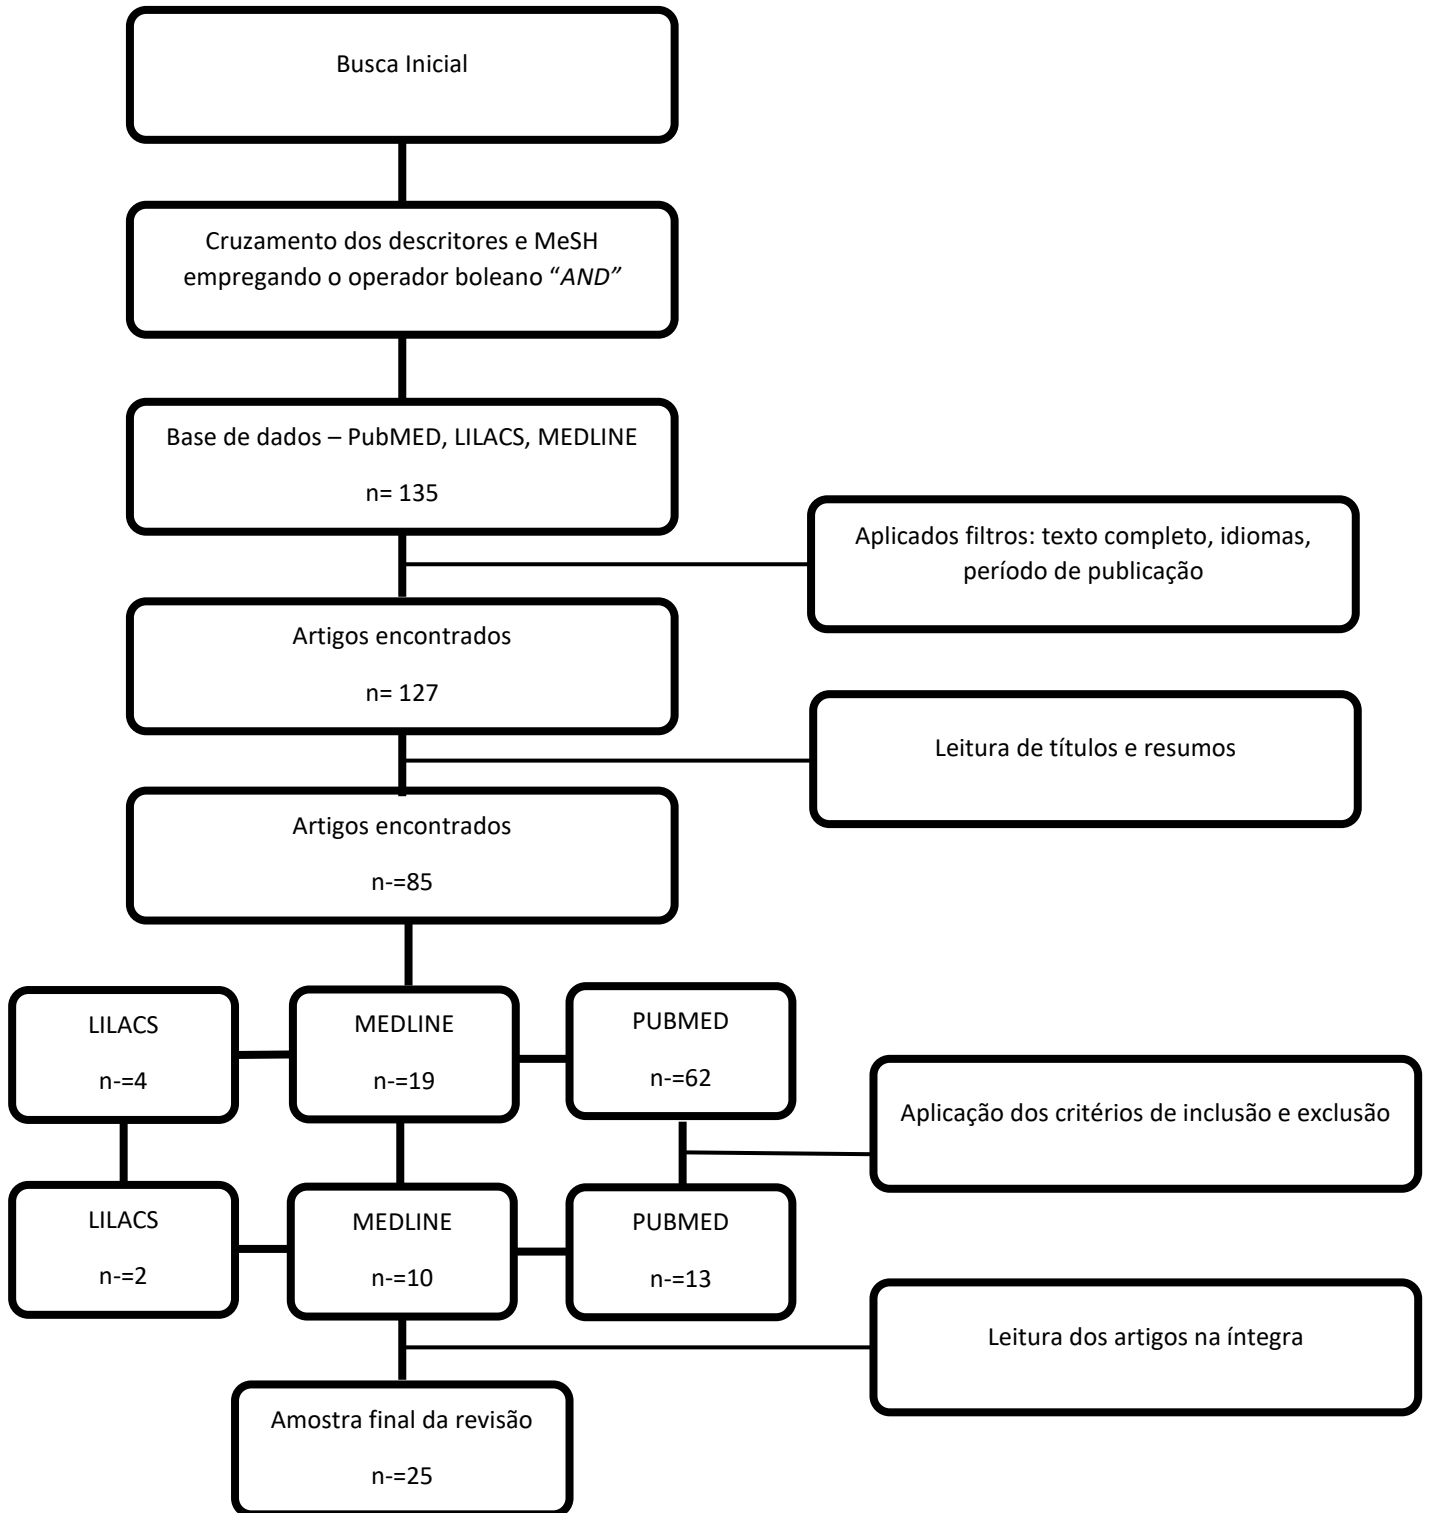 Busca Inicial
Cruzamento dos descritores e MeSH
empregando o operador boleano “AND”
Base de dados – PubMED, LILACS, MEDLINE
n= 135
Aplicados filtros: texto completo, idiomas,
período de publicação
Artigos encontrados
n= 127
Leitura de títulos e resumos
Artigos encontrados
n-=85
LILACS
n-=4
MEDLINE
n-=19
PUBMED
n-=62
Aplicação dos critérios de inclusão e exclusão
LILACS
n-=2
MEDLINE
n-=10
PUBMED
n-=13
Leitura dos artigos na íntegra
Amostra final da revisão
n-=25